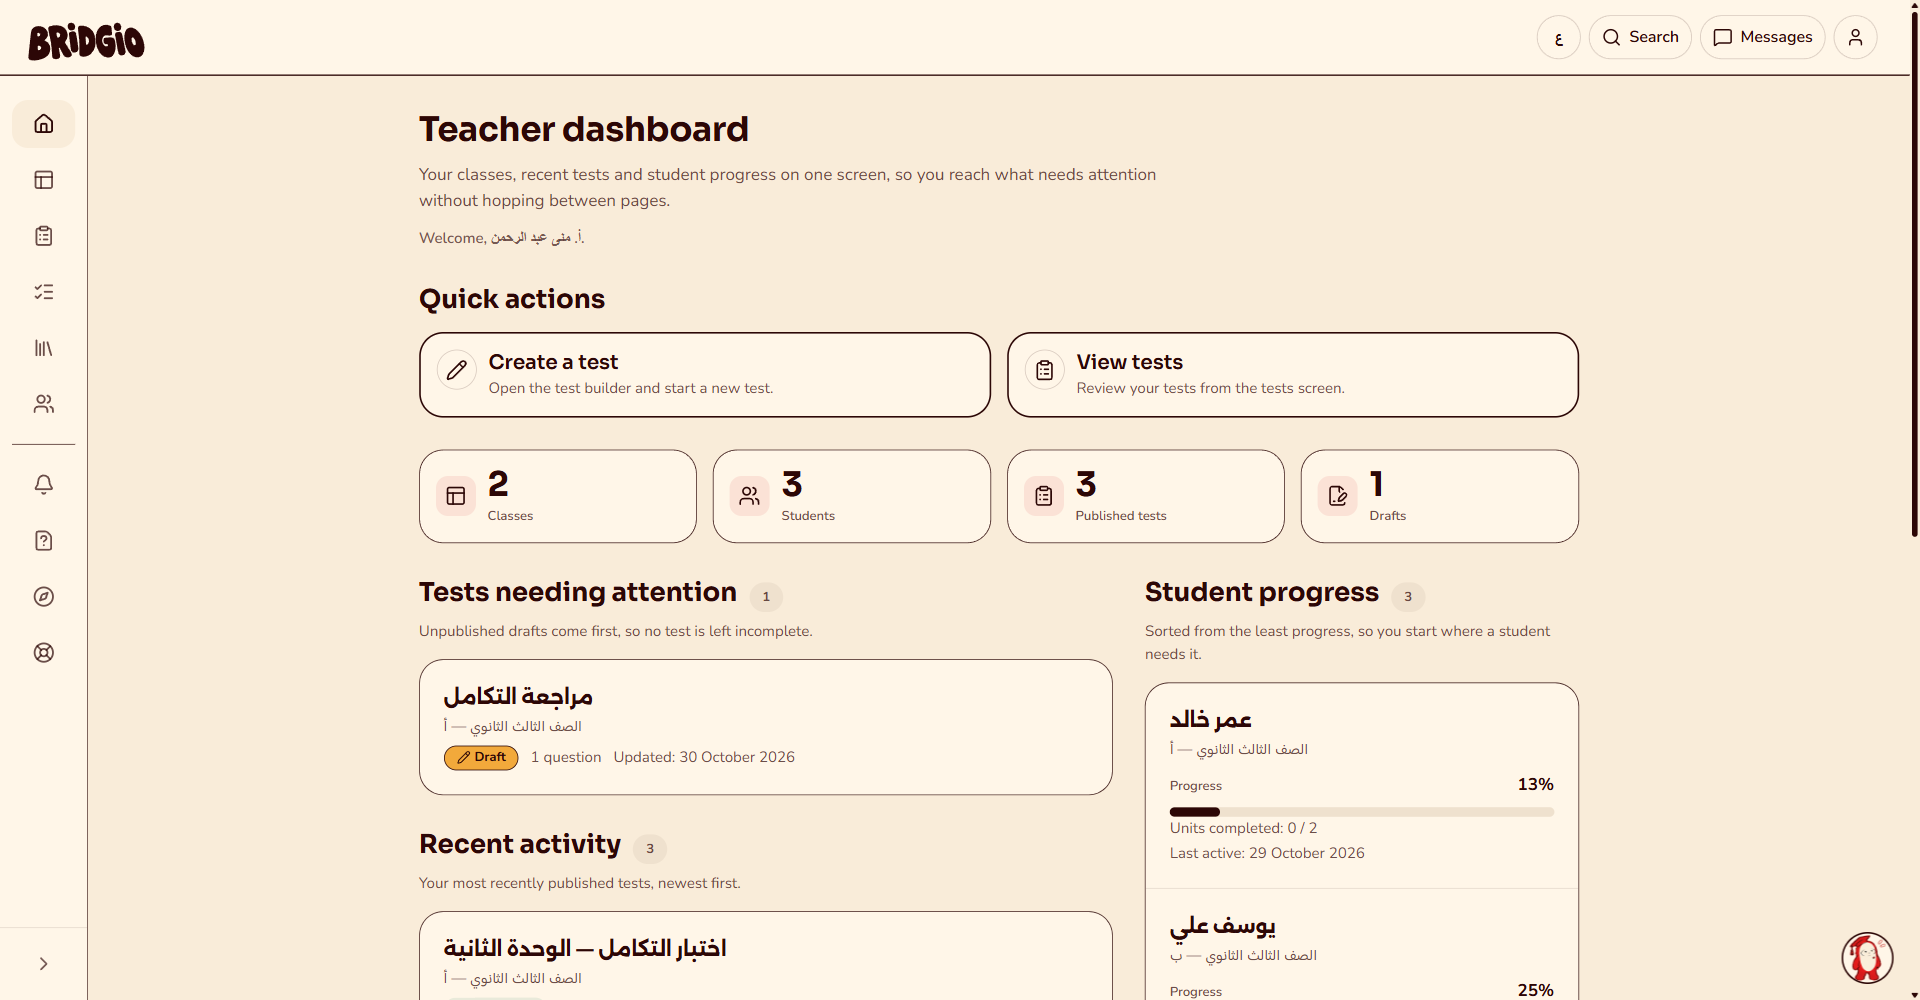 BRiDGiO
ع
Search
Messages
Teacher dashboard
Your classes, recent tests and student progress on one screen, so you reach what needs attention
without hopping between pages.
Welcome, أ. منى عبد الرحمن.
Quick actions
Create a test
Open the test builder and start a new test.
View tests
Review your tests from the tests screen.
2
Classes
3
Students
3
Published tests
1
Drafts
Tests needing attention 1
Unpublished drafts come first, so no test is left incomplete.
مراجعة التكامل
الصف الثالث الثانوي — أ
Draft 1 question Updated: 30 October 2026
Recent activity 3
Your most recently published tests, newest first.
اختبار التكامل — الوحدة الثانية
الصف الثالث الثانوي — أ
Student progress 3
Sorted from the least progress, so you start where a student
needs it.
عمر خالد
الصف الثالث الثانوي — أ
Progress 13%
Units completed: 0 / 2
Last active: 29 October 2026
يوسف علي
الصف الثالث الثانوي — ب
Progress 25%